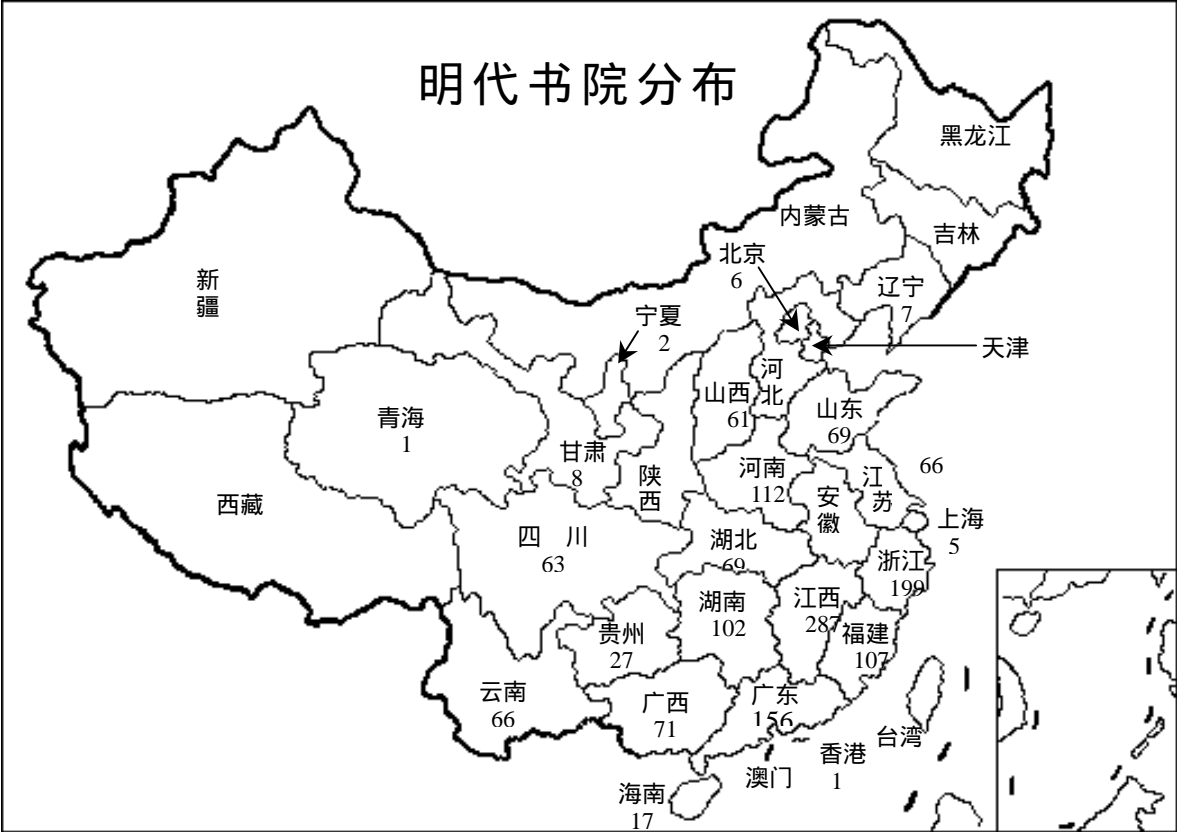 明代书院分布
黑龙江
内蒙古
吉林
北京
6
辽宁
7
新
疆
宁夏
2
天津
河
北
山西
61
山东
69
青海
1
甘肃
8
陕
西
河南
112
66
江
苏
安
徽
西藏
四 川
63
湖北
69
上海
5
浙江
199
湖南
102
江西
287
福建
107
贵州
27
云南
66
广西
71
广东
156
台湾
香港
1
澳门
海南
17